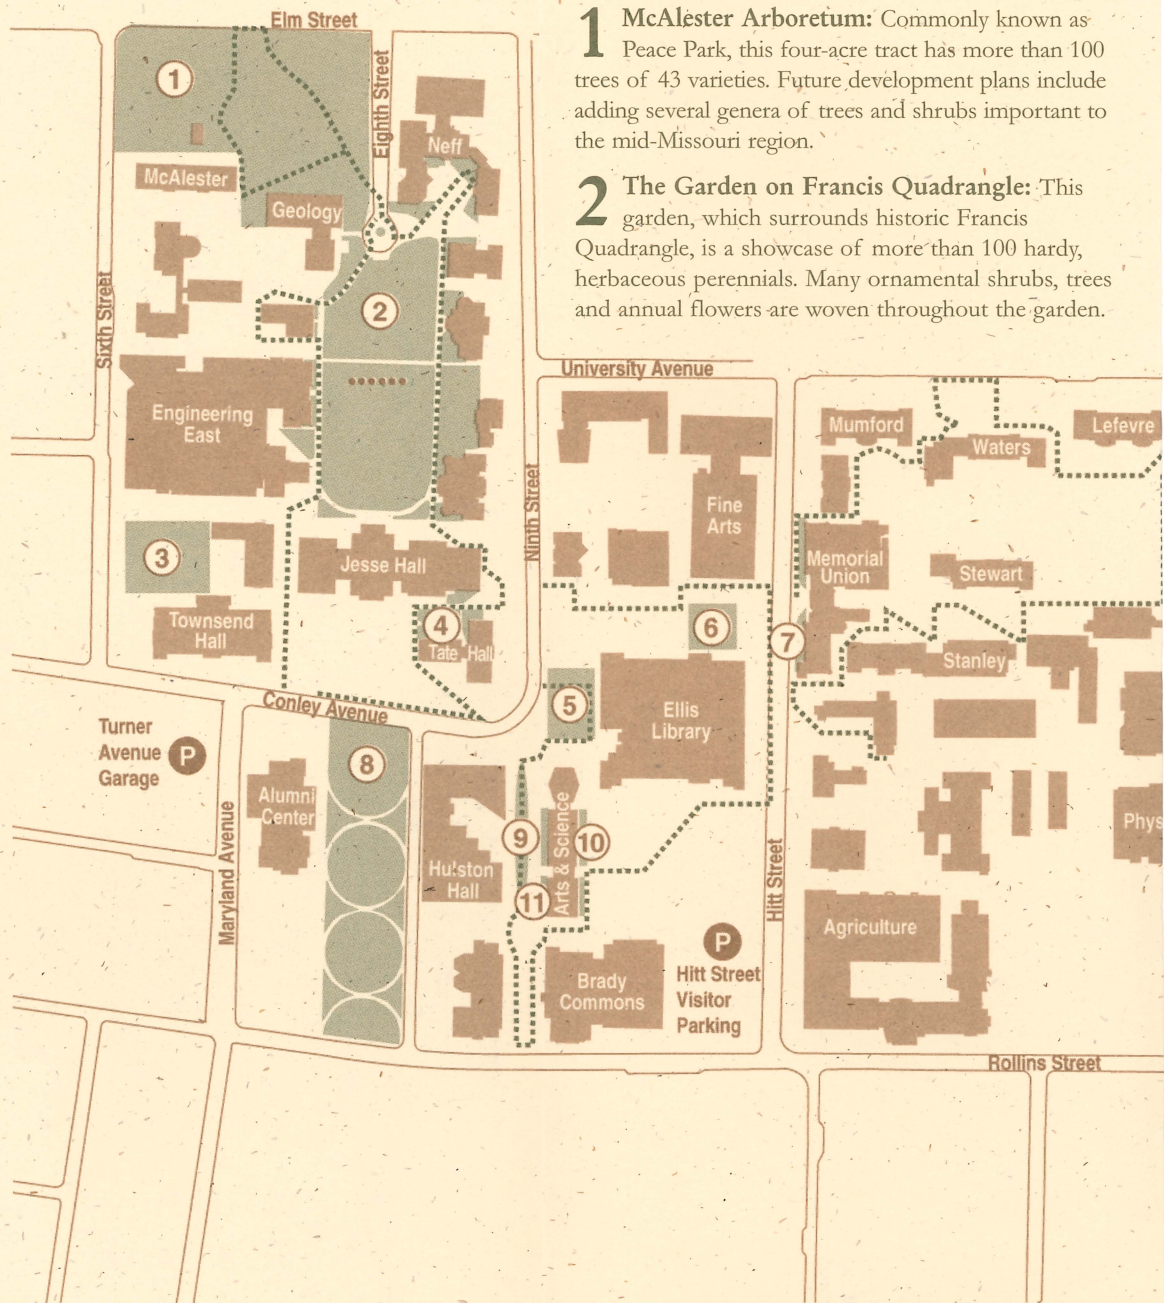 Elm Street
1 McAlester Arboretum: Commonly known as
Peace Park, this four-acre tract has more than 100
trees of 43 varieties. Future development plans include
adding several genera of trees and shrubs important to
the mid-Missouri region.
2 The Garden on Francis Quadrangle: This
garden, which surrounds historic Francis
Quadrangle, is a showcase of more than 100 hardy,
herbaceous perennials. Many ornamental shrubs, trees
and annual flowers are woven throughout the garden.
1
Eighth Street
Neff
McAlester
Geology
Sixth Street
2
University Avenue
Engineering
East
Mumford
Waters
Lefevre
Ninth Street
Fine
Arts
3
Jesse Hall
Memorial
Union
Stewart
Townsend
Hall
4
Tate Hall
6
7
Stanley
Conley Avenue
5
Ellis
Library
Turner
Avenue
Garage
P
8
Alumni
Center
Maryland Avenue
Hulston
Hall
9
Arts & Science
10
11
Hitt Street
Phys
Agriculture
P
Hitt Street
Visitor
Parking
Brady
Commons
Rollins Street